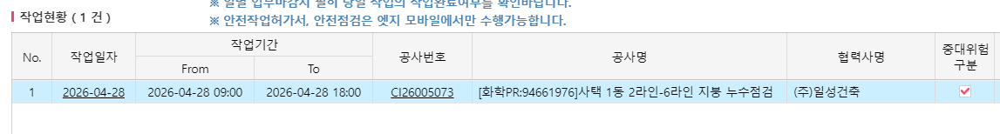 ※ 일별 업무마감시 필히 당일 작업의 작업완료여부를 확인바랍니다.
작업현황 ( 1 건 )
※ 안전작업허가서, 안전점검은 엣지 모바일에서만 수행가능합니다.
No. 작업일자 작업기간 공사번호 공사명 협력사명 중대위험
구분
From To
1 2026-04-28 2026-04-28 09:00 2026-04-28 18:00 CI26005073 [화학PR:94661976]사택 1동 2라인-6라인 지붕 누수점검 (주)일성건축